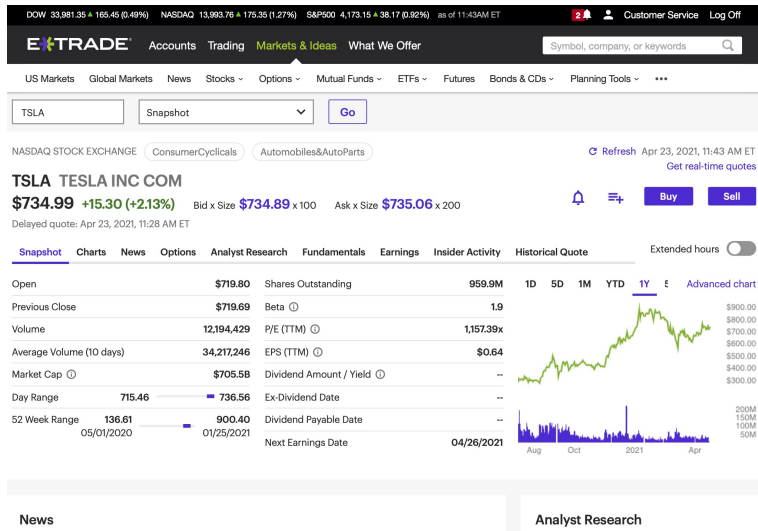 DOW 33,981.35 ▲ 165.45 (0.49%) NASDAQ 13,993.76 ▲ 175.35 (1.27%) S&P500 4,173.15 ▲ 38.17 (0.92%) as of 11:43AM ET 2 Customer Service Log Off
E*TRADE® Accounts Trading Markets & Ideas What We Offer Symbol, company, or keywords
US Markets Global Markets News Stocks Options Mutual Funds ETFs Futures Bonds & CDs Planning Tools •••
TSLA Snapshot Go
NASDAQ STOCK EXCHANGE ConsumerCyclicals Automobiles&AutoParts Refresh Apr 23, 2021, 11:43 AM ET
Get real-time quotes
TSLA TESLA INC COM
$734.99 +15.30 (+2.13%) Bid x Size $734.89 x 100 Ask x Size $735.06 x 200 Buy Sell
Delayed quote: Apr 23, 2021, 11:28 AM ET
Snapshot Charts News Options Analyst Research Fundamentals Earnings Insider Activity Historical Quote Extended hours
Open $719.80
Previous Close $719.69
Volume 12,194,429
Average Volume (10 days) 34,217,246
Market Cap $705.5B
Day Range 715.46 736.56
52 Week Range 136.61 900.40
05/01/2020 01/25/2021
Shares Outstanding 959.9M
Beta 1.9
P/E (TTM) 1,157.39x
EPS (TTM) $0.64
Dividend Amount / Yield --
Ex-Dividend Date --
Dividend Payable Date --
Next Earnings Date 04/26/2021
1D 5D 1M YTD 1Y Advanced chart
$900.00
$800.00
$700.00
$600.00
$500.00
$400.00
$300.00
200M
150M
100M
50M
Aug Oct 2021 Apr
News
Analyst Research